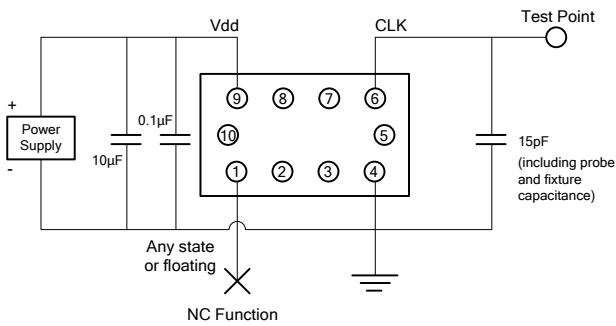 Test Point
Vdd
CLK
+
Power
Supply
-
10µF
0.1µF
9
8
7
6
10
5
1
2
3
4
15pF
(including probe
and fixture
capacitance)
Any state
or floating
NC Function